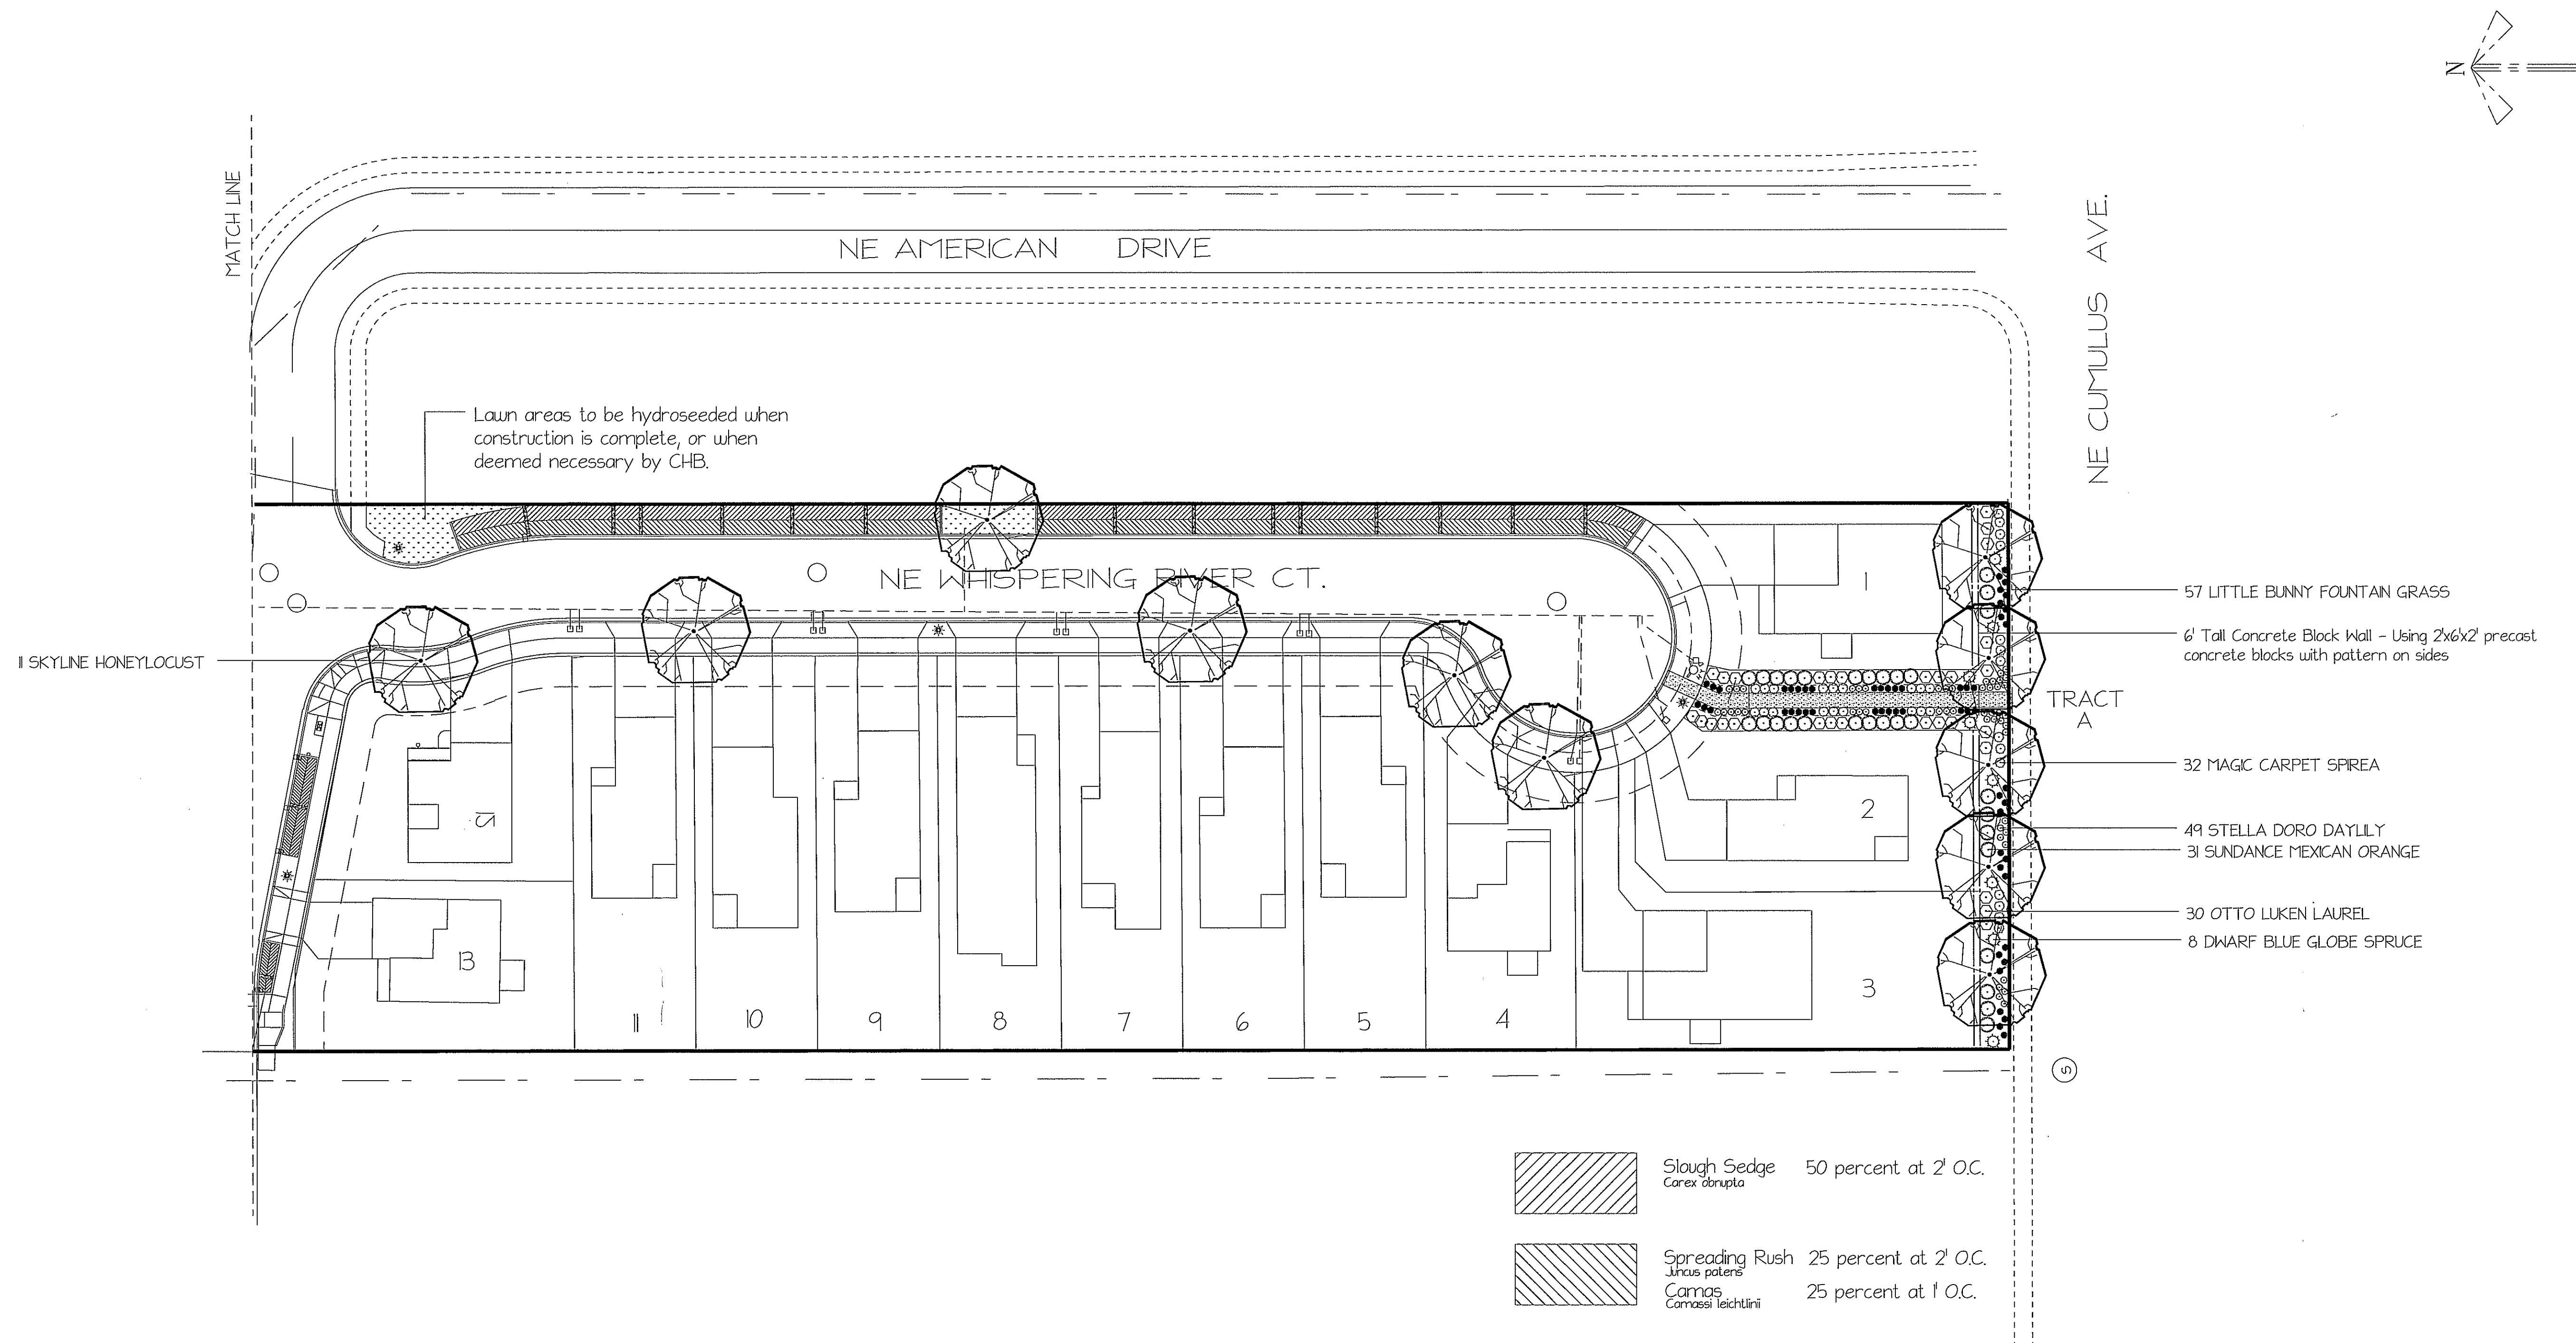 N
MATCH LINE
NE AMERICAN DRIVE
NE CUMULUS AVE.
Lawn areas to be hydroseeded when
construction is complete, or when
deemed necessary by CHB.
NE WHISPERING RIVER CT.
1
57 LITTLE BUNNY FOUNTAIN GRASS
6' Tall Concrete Block Wall - Using 2'x6'x2' precast
concrete blocks with pattern on sides
11 SKYLINE HONEYLOCUST
TRACT
A
32 MAGIC CARPET SPIREA
2
49 STELLA DORO DAYLILY
31 SUNDANCE MEXICAN ORANGE
30 OTTO LUKEN LAUREL
8 DWARF BLUE GLOBE SPRUCE
13
3
11
10
9
8
7
6
5
4
S
Slough Sedge 50 percent at 2' O.C.
Carex obnupta
Spreading Rush 25 percent at 2' O.C.
Juncus patens
Camas 25 percent at 1' O.C.
Camassi leichtlinii